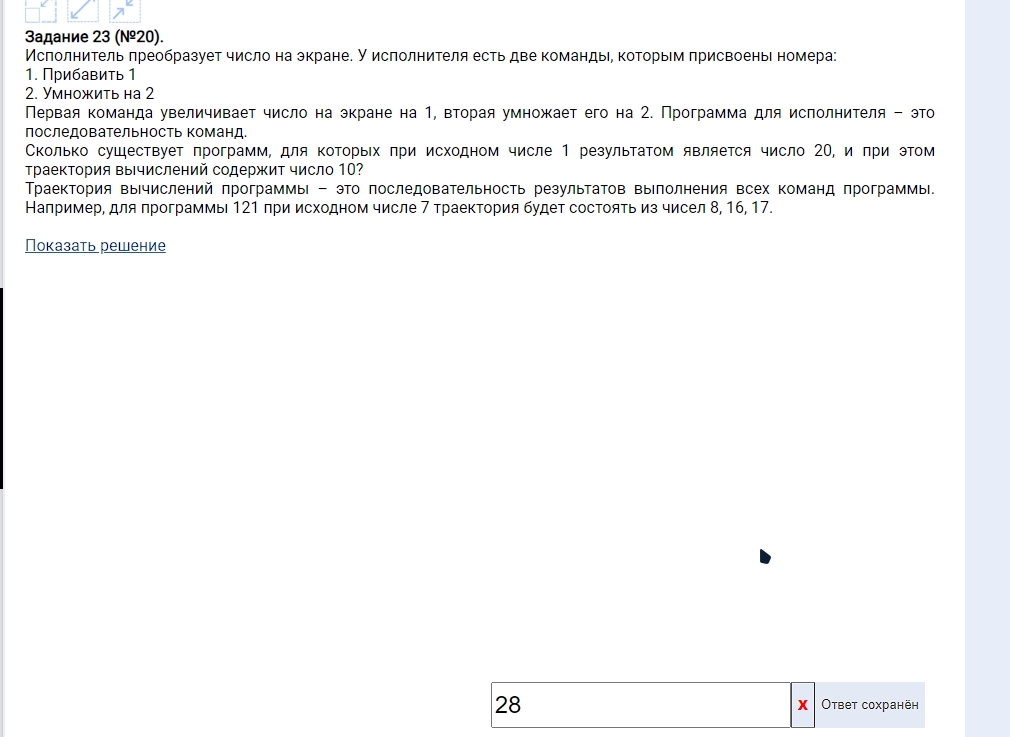 Задание 23 (№20).
Исполнитель преобразует число на экране. У исполнителя есть две команды, которым присвоены номера:
1. Прибавить 1
2. Умножить на 2
Первая команда увеличивает число на экране на 1, вторая умножает его на 2. Программа для исполнителя – это
последовательность команд.
Сколько существует программ, для которых при исходном числе 1 результатом является число 20, и при этом
траектория вычислений содержит число 10?
Траектория вычислений программы – это последовательность результатов выполнения всех команд программы.
Например, для программы 121 при исходном числе 7 траектория будет состоять из чисел 8, 16, 17.
Показать решение
28
x
Ответ сохранён